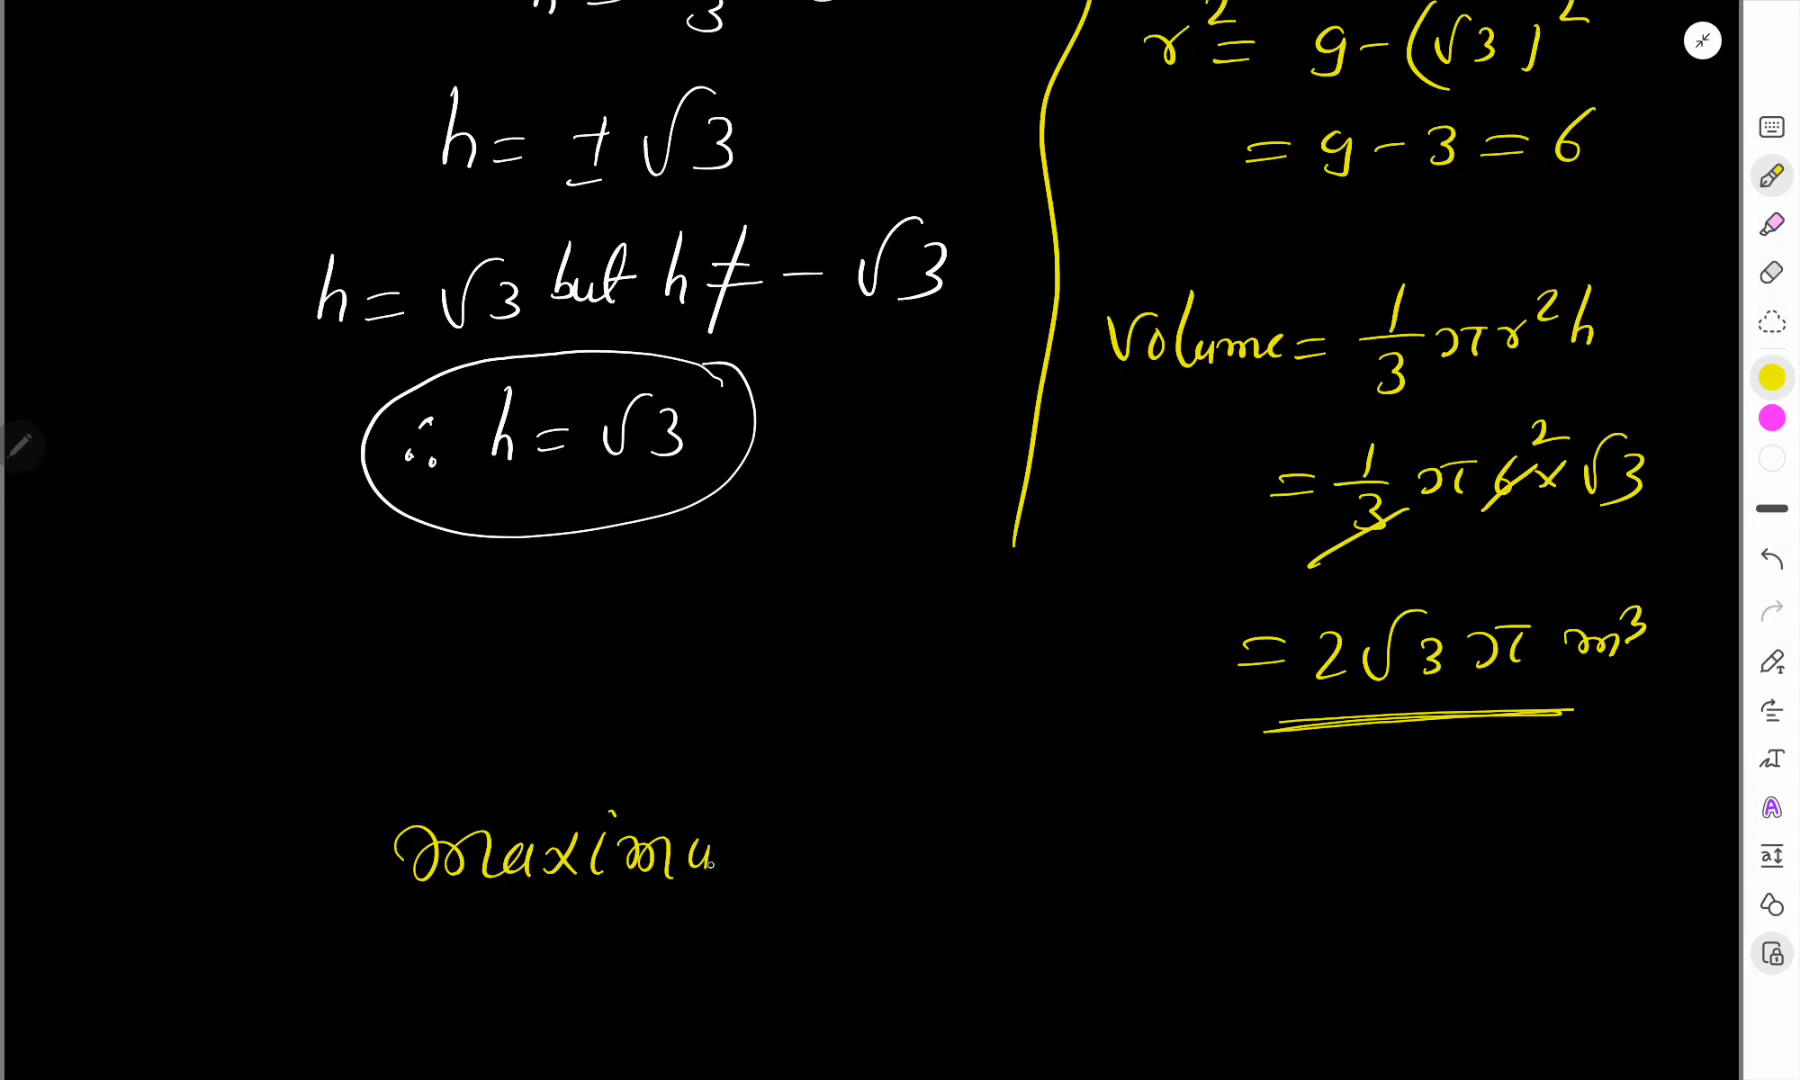 h = ± √3
h = √3 but h ≠ - √3
∴ h = √3
r² = 9 - (√3)²
= 9 - 3 = 6
Volume = 1/3 πr²h
= 1/3 π 6 × 2 √3
= 2√3 π m³
maximu